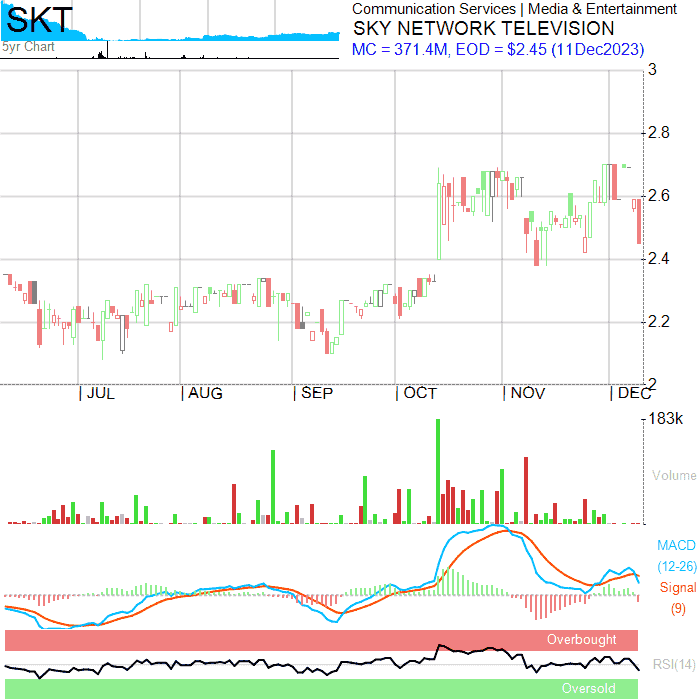 SKT
5yr Chart
Communication Services | Media & Entertainment
SKY NETWORK TELEVISION
MC = 371.4M, EOD = $2.45 (11Dec2023)
3
2.8
2.6
2.4
2.2
2
| JUL | AUG | SEP | OCT | NOV | DEC
183k
Volume
MACD
(12-26)
Signal
(9)
Overbought
RSI(14)
Oversold